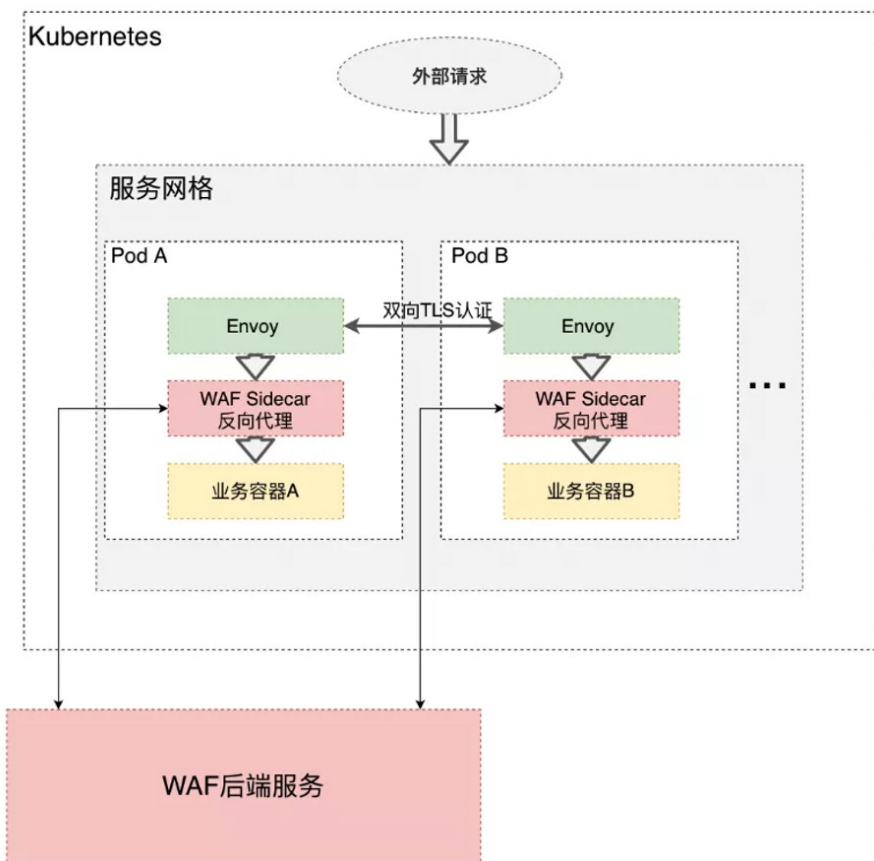 Kubernetes
外部请求
服务网格
Pod A
Pod B
Envoy
双向TLS认证
Envoy
WAF Sidecar
反向代理
WAF Sidecar
反向代理
...
业务容器A
业务容器B
WAF后端服务